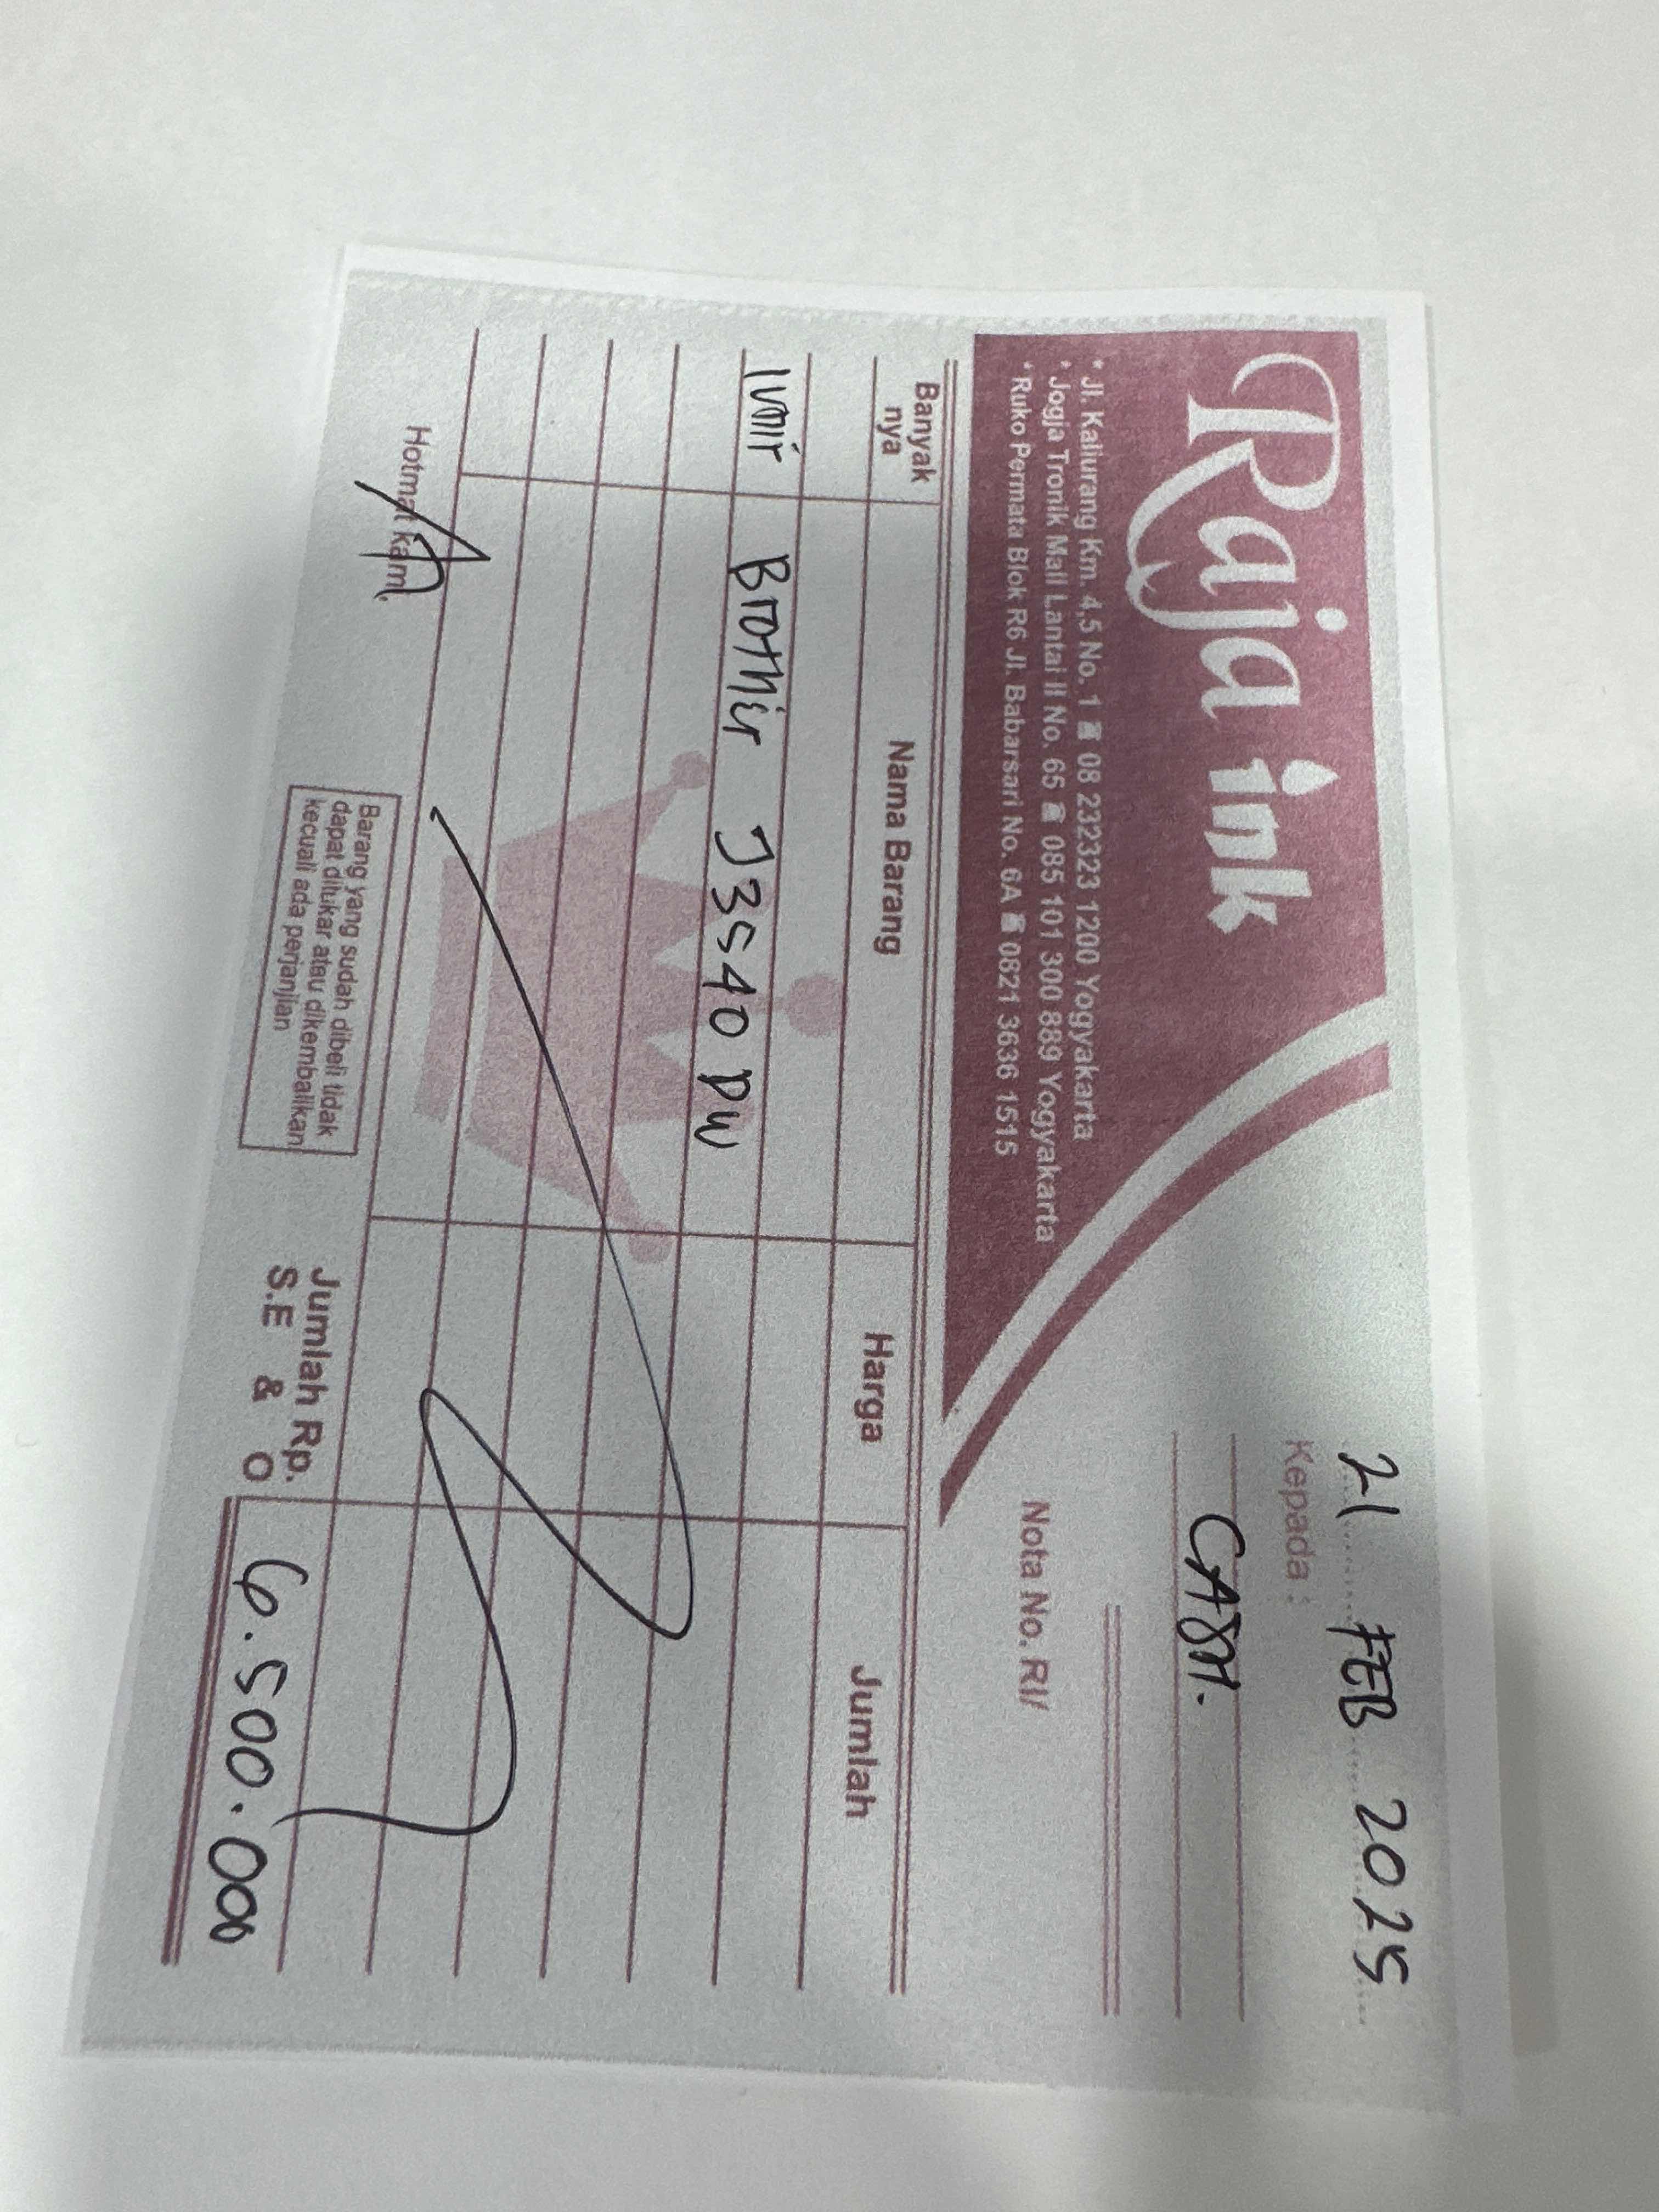 Raja ink
* Jl. Kaliurang Km. 4,5 No. 1 ☎ 08 232323 1200 Yogyakarta
* Jogja Tronik Mall Lantai II No. 65 ☎ 085 101 300 889 Yogyakarta
* Ruko Permata Blok R6 Jl. Babarsari No. 6A ☎ 0821 3636 1515
21 FEB 2025
Kepada :
CASH.
Nota No. RI/
Banyak nya Nama Barang Harga Jumlah
1 unit Brother J3540 DW
Hotmat kami,
Barang yang sudah dibeli tidak
dapat ditukar atau dikembalikan
kecuali ada perjanjian
Jumlah Rp. 6.500.000
S.E & O